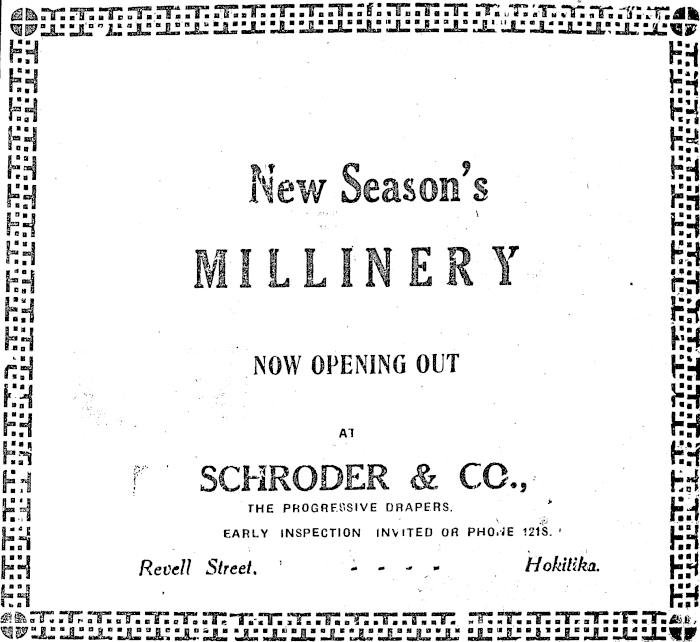 New Season's
MILLINERY
NOW OPENING OUT
AT
SCHRODER & CO.,
THE PROGRESSIVE DRAPERS.
EARLY INSPECTION INVITED OR PHONE 121S.
Revell Street. - - - - Hokitika.